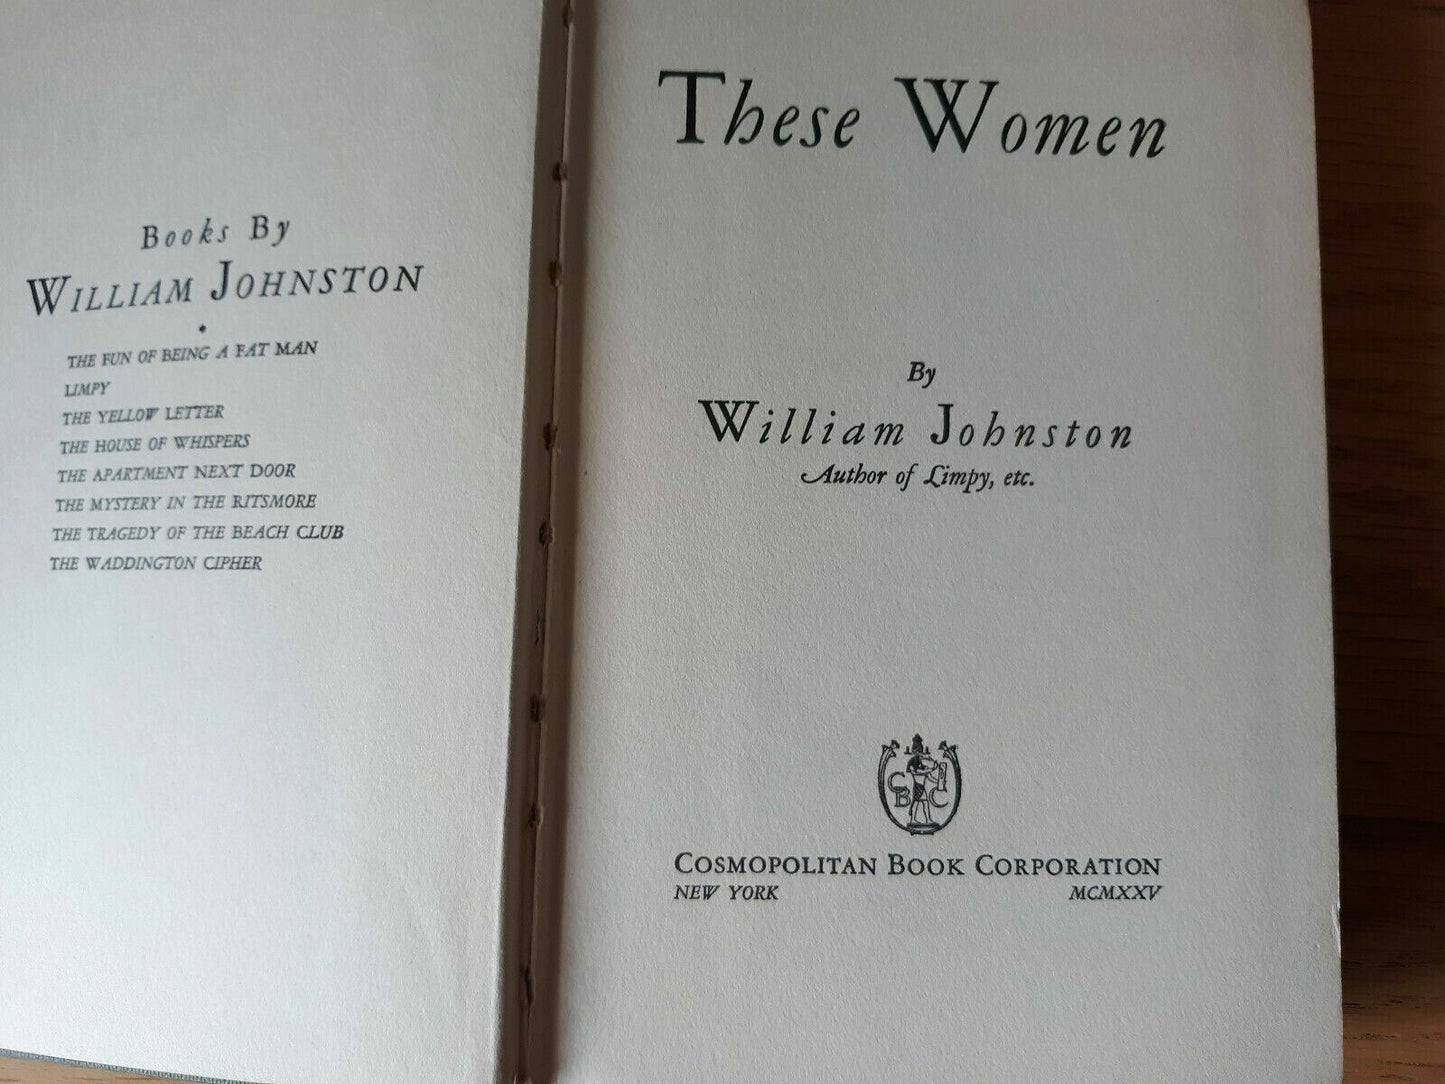 Books By
WILLIAM JOHNSTON
THE FUN OF BEING A FAT MAN
LIMPY
THE YELLOW LETTER
THE HOUSE OF WHISPERS
THE APARTMENT NEXT DOOR
THE MYSTERY IN THE RITSMORE
THE TRAGEDY OF THE BEACH CLUB
THE WADDINGTON CIPHER
These Women
By
William Johnston
Author of Limpy, etc.
C
B C
COSMOPOLITAN BOOK CORPORATION
NEW YORK MCMXXV